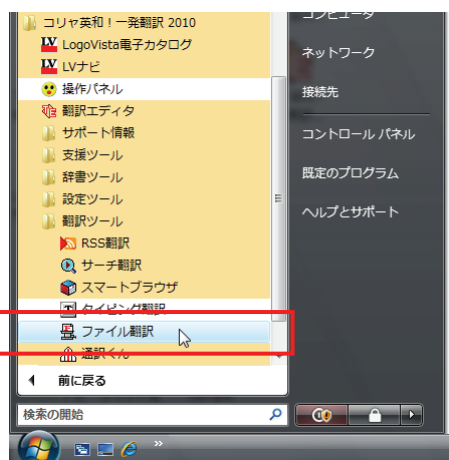 コリャ英和！一発翻訳 2010
LogoVista電子カタログ
LVナビ
操作パネル
翻訳エディタ
サポート情報
支援ツール
辞書ツール
設定ツール
翻訳ツール
RSS翻訳
サーチ翻訳
スマートブラウザ
タイピング翻訳
ファイル翻訳
通訳くん
前に戻る
検索の開始
コンピュータ
ネットワーク
接続先
コントロール パネル
既定のプログラム
ヘルプとサポート